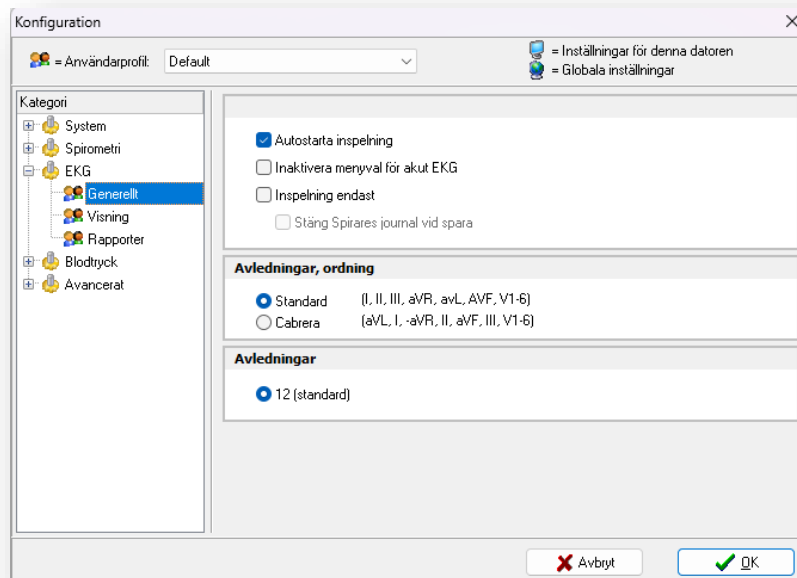 Konfiguration
= Användarprofil:
Default
= Inställningar för denna datoren
= Globala inställningar
Kategori
System
Spirometri
EKG
Generellt
Visning
Rapporter
Blodtryck
Avancerat
Autostarta inspelning
Inaktivera menyval för akut EKG
Inspelning endast
Stäng Spirares journal vid spara
Avledningar, ordning
Standard (I, II, III, aVR, avL, AVF, V1-6)
Cabrera (aVL, I, -aVR, II, aVF, III, V1-6)
Avledningar
12 (standard)
Avbryt
OK